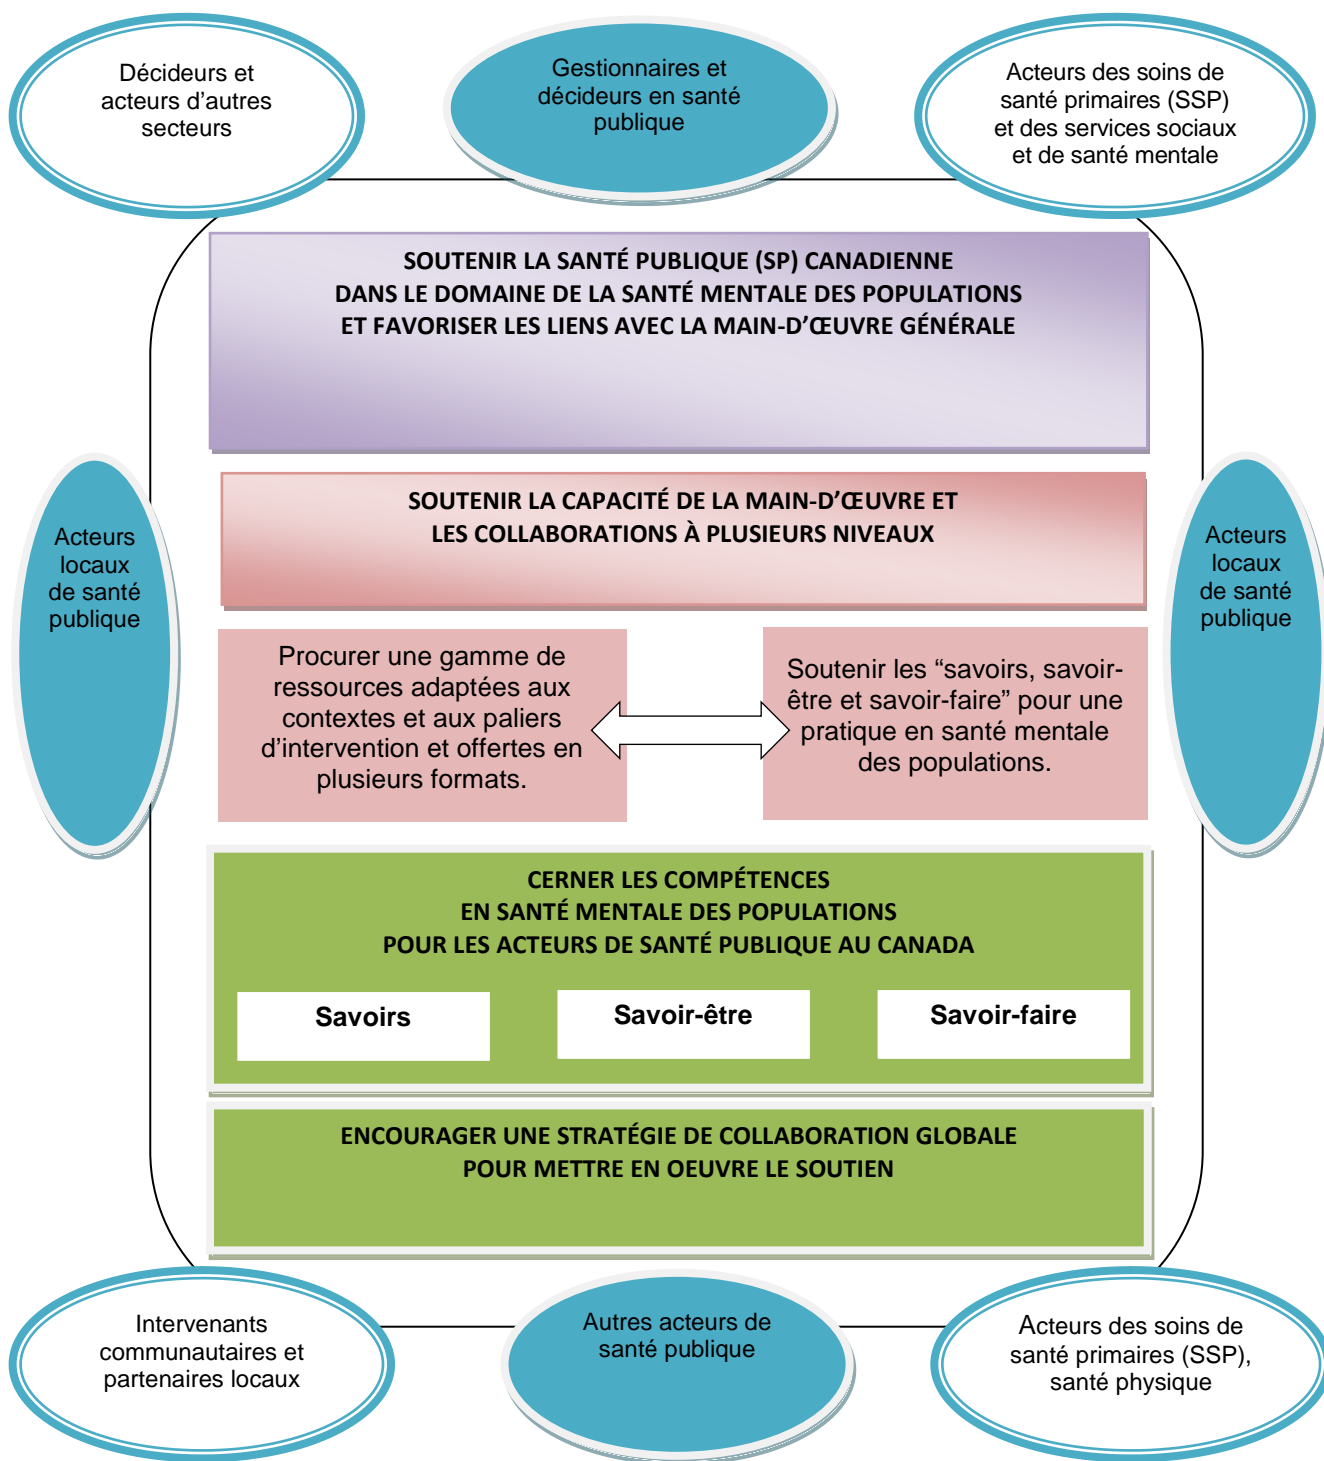 Décideurs et
acteurs d'autres
secteurs
Gestionnaires et
décideurs en santé
publique
Acteurs des soins de
santé primaires (SSP)
et des services sociaux
et de santé mentale
SOUTENIR LA SANTÉ PUBLIQUE (SP) CANADIENNE
DANS LE DOMAINE DE LA SANTÉ MENTALE DES POPULATIONS
ET FAVORISER LES LIENS AVEC LA MAIN-D'ŒUVRE GÉNÉRALE
SOUTENIR LA CAPACITÉ DE LA MAIN-D'ŒUVRE ET
LES COLLABORATIONS À PLUSIEURS NIVEAUX
Acteurs
locaux
de santé
publique
Acteurs
locaux
de santé
publique
Procurer une gamme de
ressources adaptées aux
contextes et aux paliers
d'intervention et offertes en
plusieurs formats.
Soutenir les “savoirs, savoir-
être et savoir-faire” pour une
pratique en santé mentale
des populations.
CERNER LES COMPÉTENCES
EN SANTÉ MENTALE DES POPULATIONS
POUR LES ACTEURS DE SANTÉ PUBLIQUE AU CANADA
Savoirs
Savoir-être
Savoir-faire
ENCOURAGER UNE STRATÉGIE DE COLLABORATION GLOBALE
POUR METTRE EN OEUVRE LE SOUTIEN
Intervenants
communautaires et
partenaires locaux
Autres acteurs de
santé publique
Acteurs des soins de
santé primaires (SSP),
santé physique